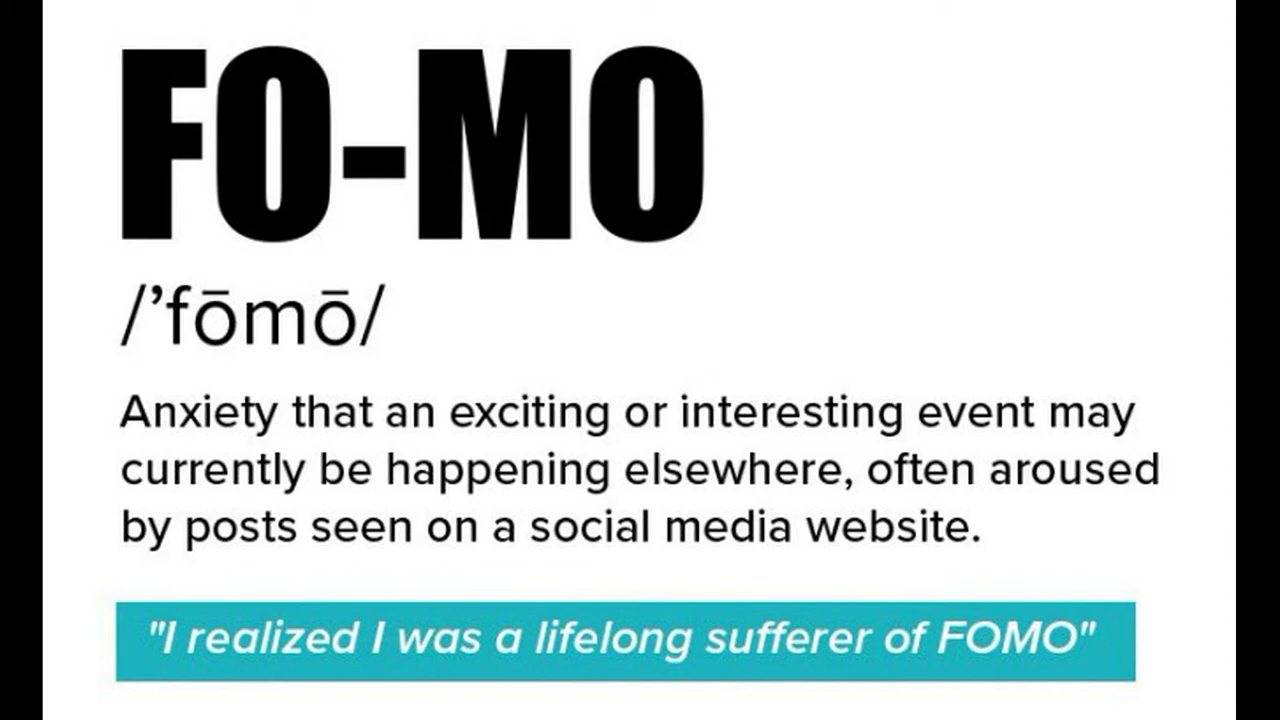 FO-MO
/’fōmō/
Anxiety that an exciting or interesting event may
currently be happening elsewhere, often aroused
by posts seen on a social media website.
"I realized I was a lifelong sufferer of FOMO"